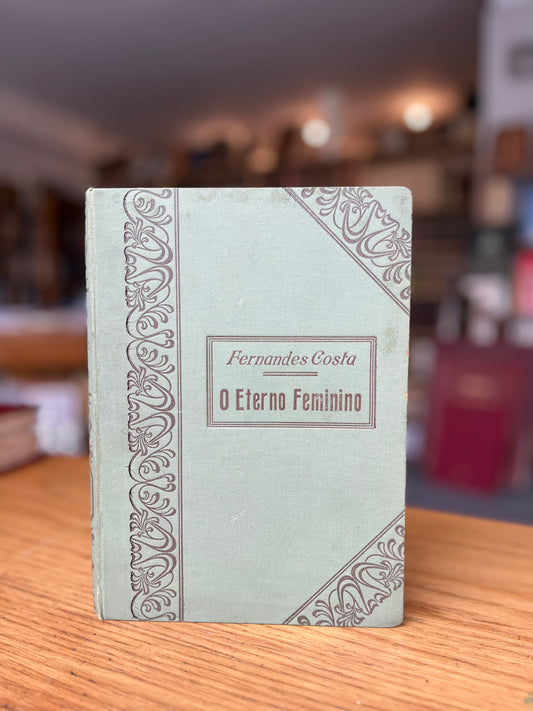 Fernandes Costa
O Eterno Feminino